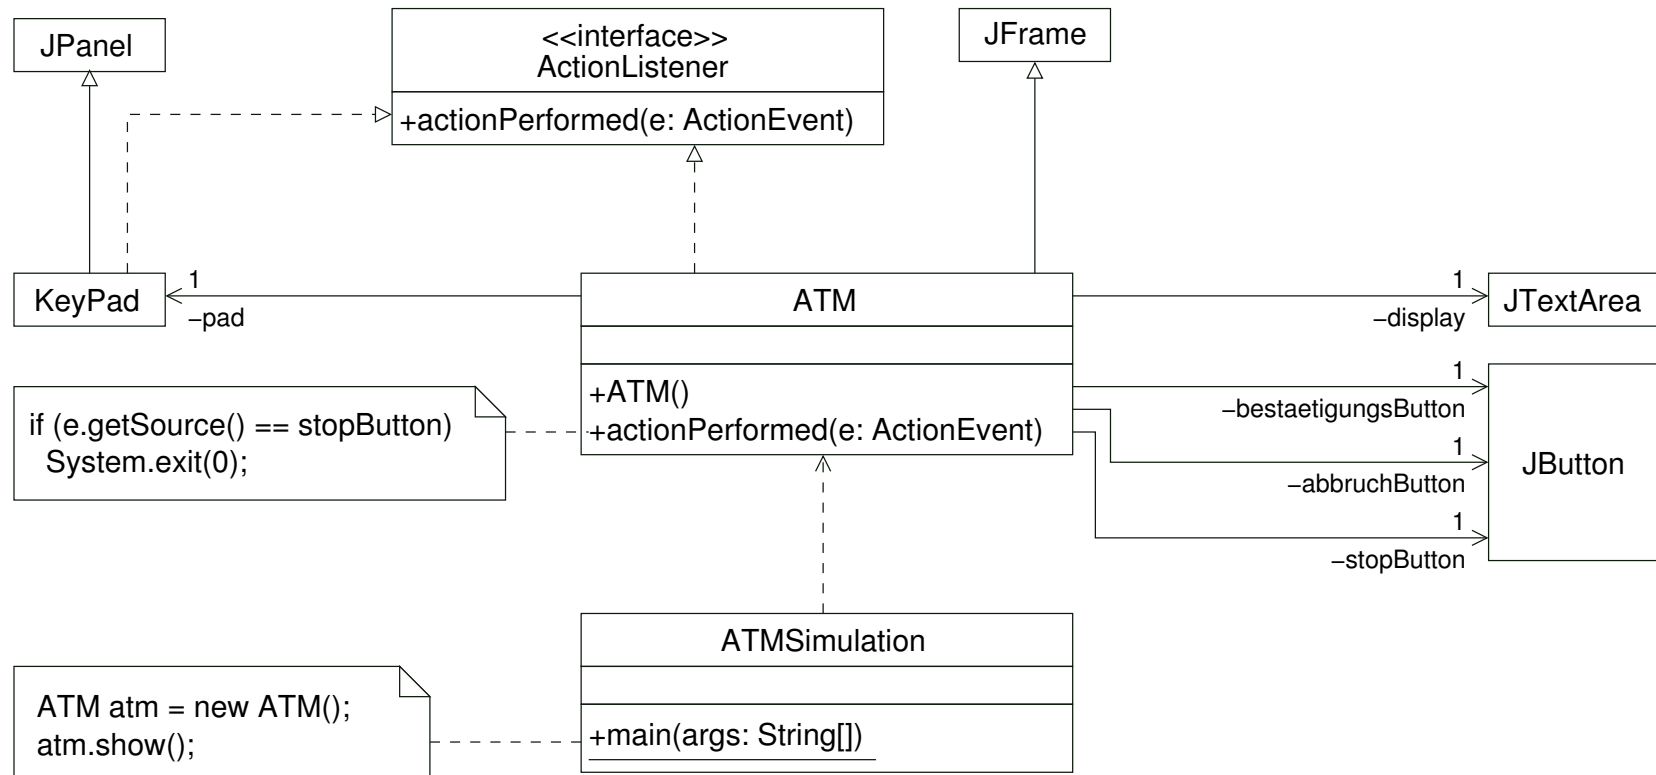 JPanel
<<interface>>
ActionListener
+actionPerformed(e: ActionEvent)
JFrame
KeyPad
1
–pad
ATM
+ATM()
+actionPerformed(e: ActionEvent)
1
–display
JTextArea
1
–bestaetigungsButton
1
–abbruchButton
1
–stopButton
JButton
if (e.getSource() == stopButton)
System.exit(0);
ATMSimulation
+main(args: String[])
ATM atm = new ATM();
atm.show();